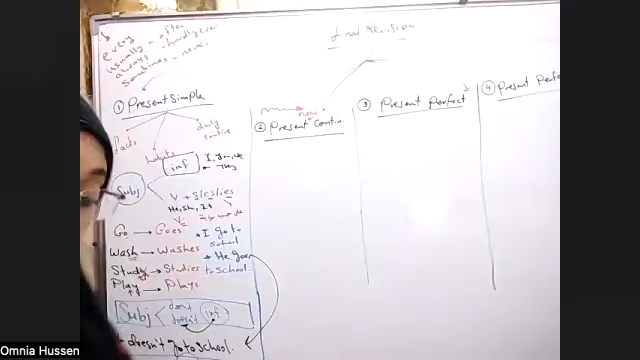 final revision
every
usually - often
always - hardly ever
sometimes - never
① Present Simple
facts
habits
daily
routine
Subj
inf
I, you, we
they
V + s/es/ies
He, She, It
Go → Goes
Wash → Washes
Study → Studies
Play → Plays
* I go to
school
* He goes
to school.
Subj
don't
doesn't
inf
doesn't go to school.
now
② Present Contin
③ Present Perfect
④ Present Perfe
Omnia Hussen